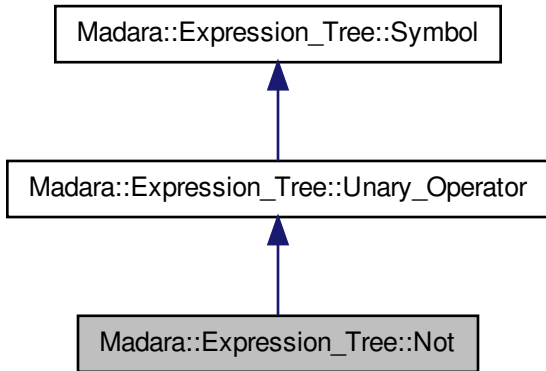 Madara::Expression_Tree::Symbol
Madara::Expression_Tree::Unary_Operator
Madara::Expression_Tree::Not